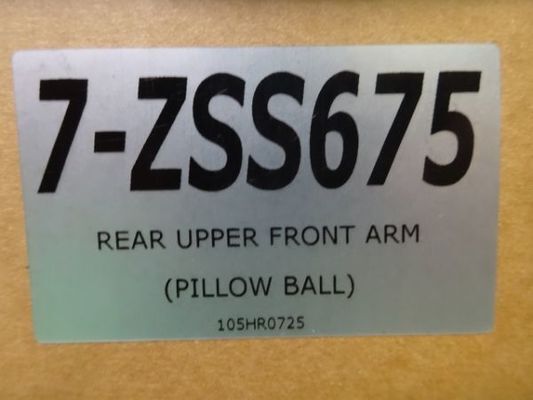 7-ZSS675
REAR UPPER FRONT ARM
(PILLOW BALL)
105HR0725